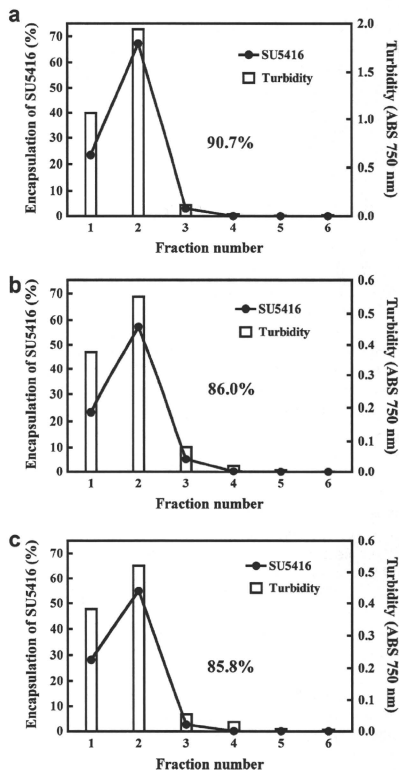 a
Encapsulation of SU5416 (%)
70
60
50
40
30
20
10
0
SU5416
Turbidity
90.7%
2.0
1.5
1.0
0.5
0.0
Turbidity (ABS 750 nm)
1 2 3 4 5 6
Fraction number
b
Encapsulation of SU5416 (%)
70
60
50
40
30
20
10
0
SU5416
Turbidity
86.0%
0.6
0.5
0.4
0.3
0.2
0.1
0.0
Turbidity (ABS 750 nm)
1 2 3 4 5 6
Fraction number
c
Encapsulation of SU5416 (%)
70
60
50
40
30
20
10
0
SU5416
Turbidity
85.8%
0.6
0.5
0.4
0.3
0.2
0.1
0.0
Turbidity (ABS 750 nm)
1 2 3 4 5 6
Fraction number